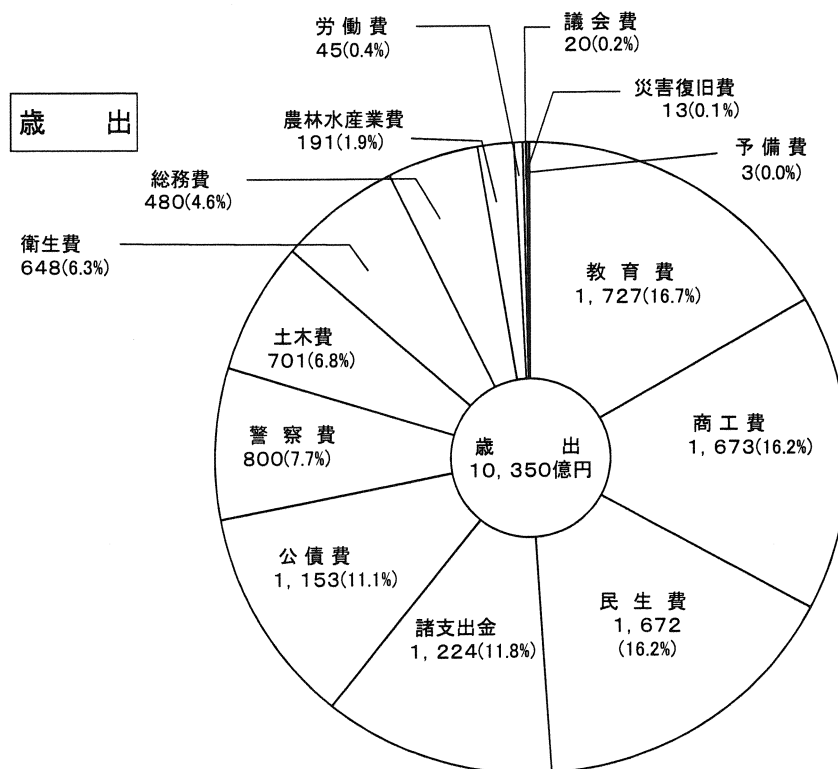 歳 出
労働費
45(0.4%)
議会費
20(0.2%)
災害復旧費
13(0.1%)
予備費
3(0.0%)
農林水産業費
191(1.9%)
総務費
480(4.6%)
衛生費
648(6.3%)
土木費
701(6.8%)
警察費
800(7.7%)
公債費
1,153(11.1%)
諸支出金
1,224(11.8%)
民生費
1,672
(16.2%)
商工費
1,673(16.2%)
教育費
1,727(16.7%)
歳 出
10,350億円